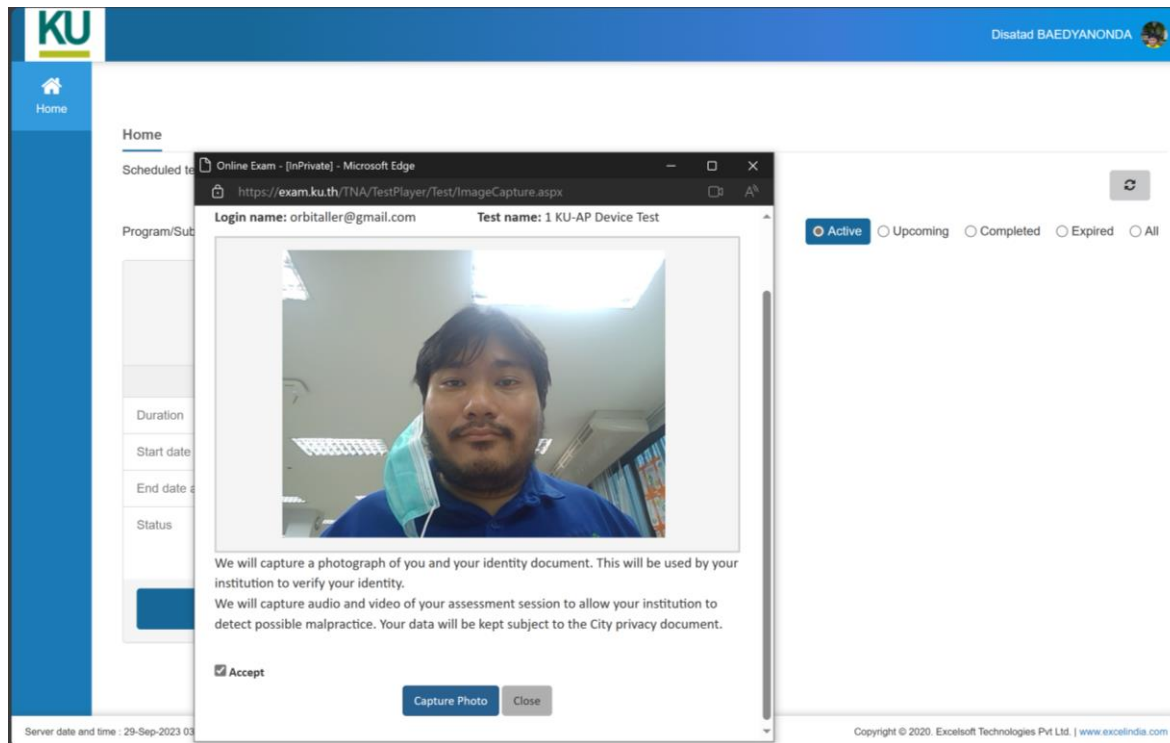 KU
Disatad BAEDYANONDA
Home
Home
Scheduled te
Program/Sub
Active
Upcoming
Completed
Expired
All
Duration
Start date
End date a
Status
Online Exam - [InPrivate] - Microsoft Edge
https://exam.ku.th/TNA/TestPlayer/Test/ImageCapture.aspx
Login name: orbitaller@gmail.com Test name: 1 KU-AP Device Test
We will capture a photograph of you and your identity document. This will be used by your
institution to verify your identity.
We will capture audio and video of your assessment session to allow your institution to
detect possible malpractice. Your data will be kept subject to the City privacy document.
Accept
Capture Photo
Close
Server date and time : 29-Sep-2023 03
Copyright © 2020. Excelsoft Technologies Pvt Ltd. | www.excelindia.com